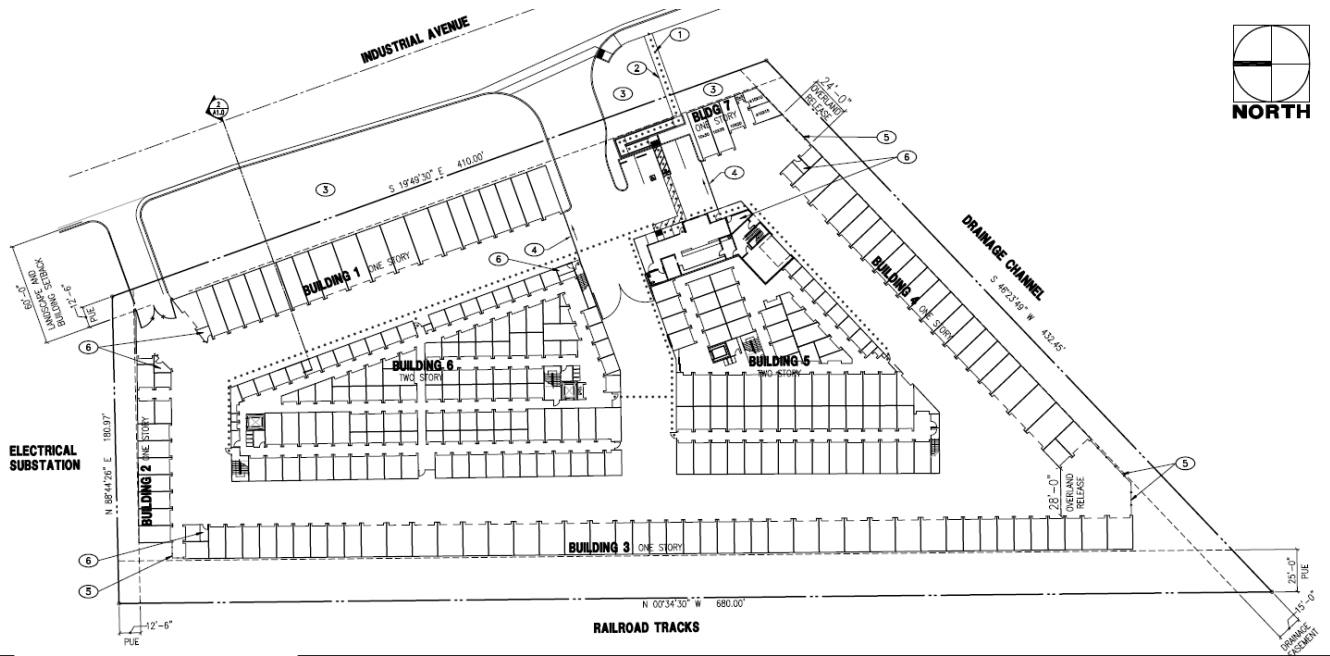 INDUSTRIAL AVENUE
1
2
3
3
3
2
A1.0
NORTH
24'-0"
OVERLAND
RELEASE
BLDG 7
ONE STORY
5
6
4
S 19°49'30" E 410.00'
DRAINAGE CHANNEL
S 46°23'49" W 432.45'
60'-0"
LANDSCAPE AND
BUILDING SETBACK
12'-6"
PUE
BUILDING 1 ONE STORY
4
6
BUILDING 4 ONE STORY
6
BUILDING 6
TWO STORY
BUILDING 5
TWO STORY
ELECTRICAL
SUBSTATION
N 88°44'26" E 180.97'
BUILDING 2 ONE STORY
5
28'-0"
OVERLAND
RELEASE
BUILDING 3 ONE STORY
6
5
25'-0"
PUE
N 00°34'30" W 680.00'
12'-6"
PUE
RAILROAD TRACKS
15'-0"
DRAINAGE
EASEMENT